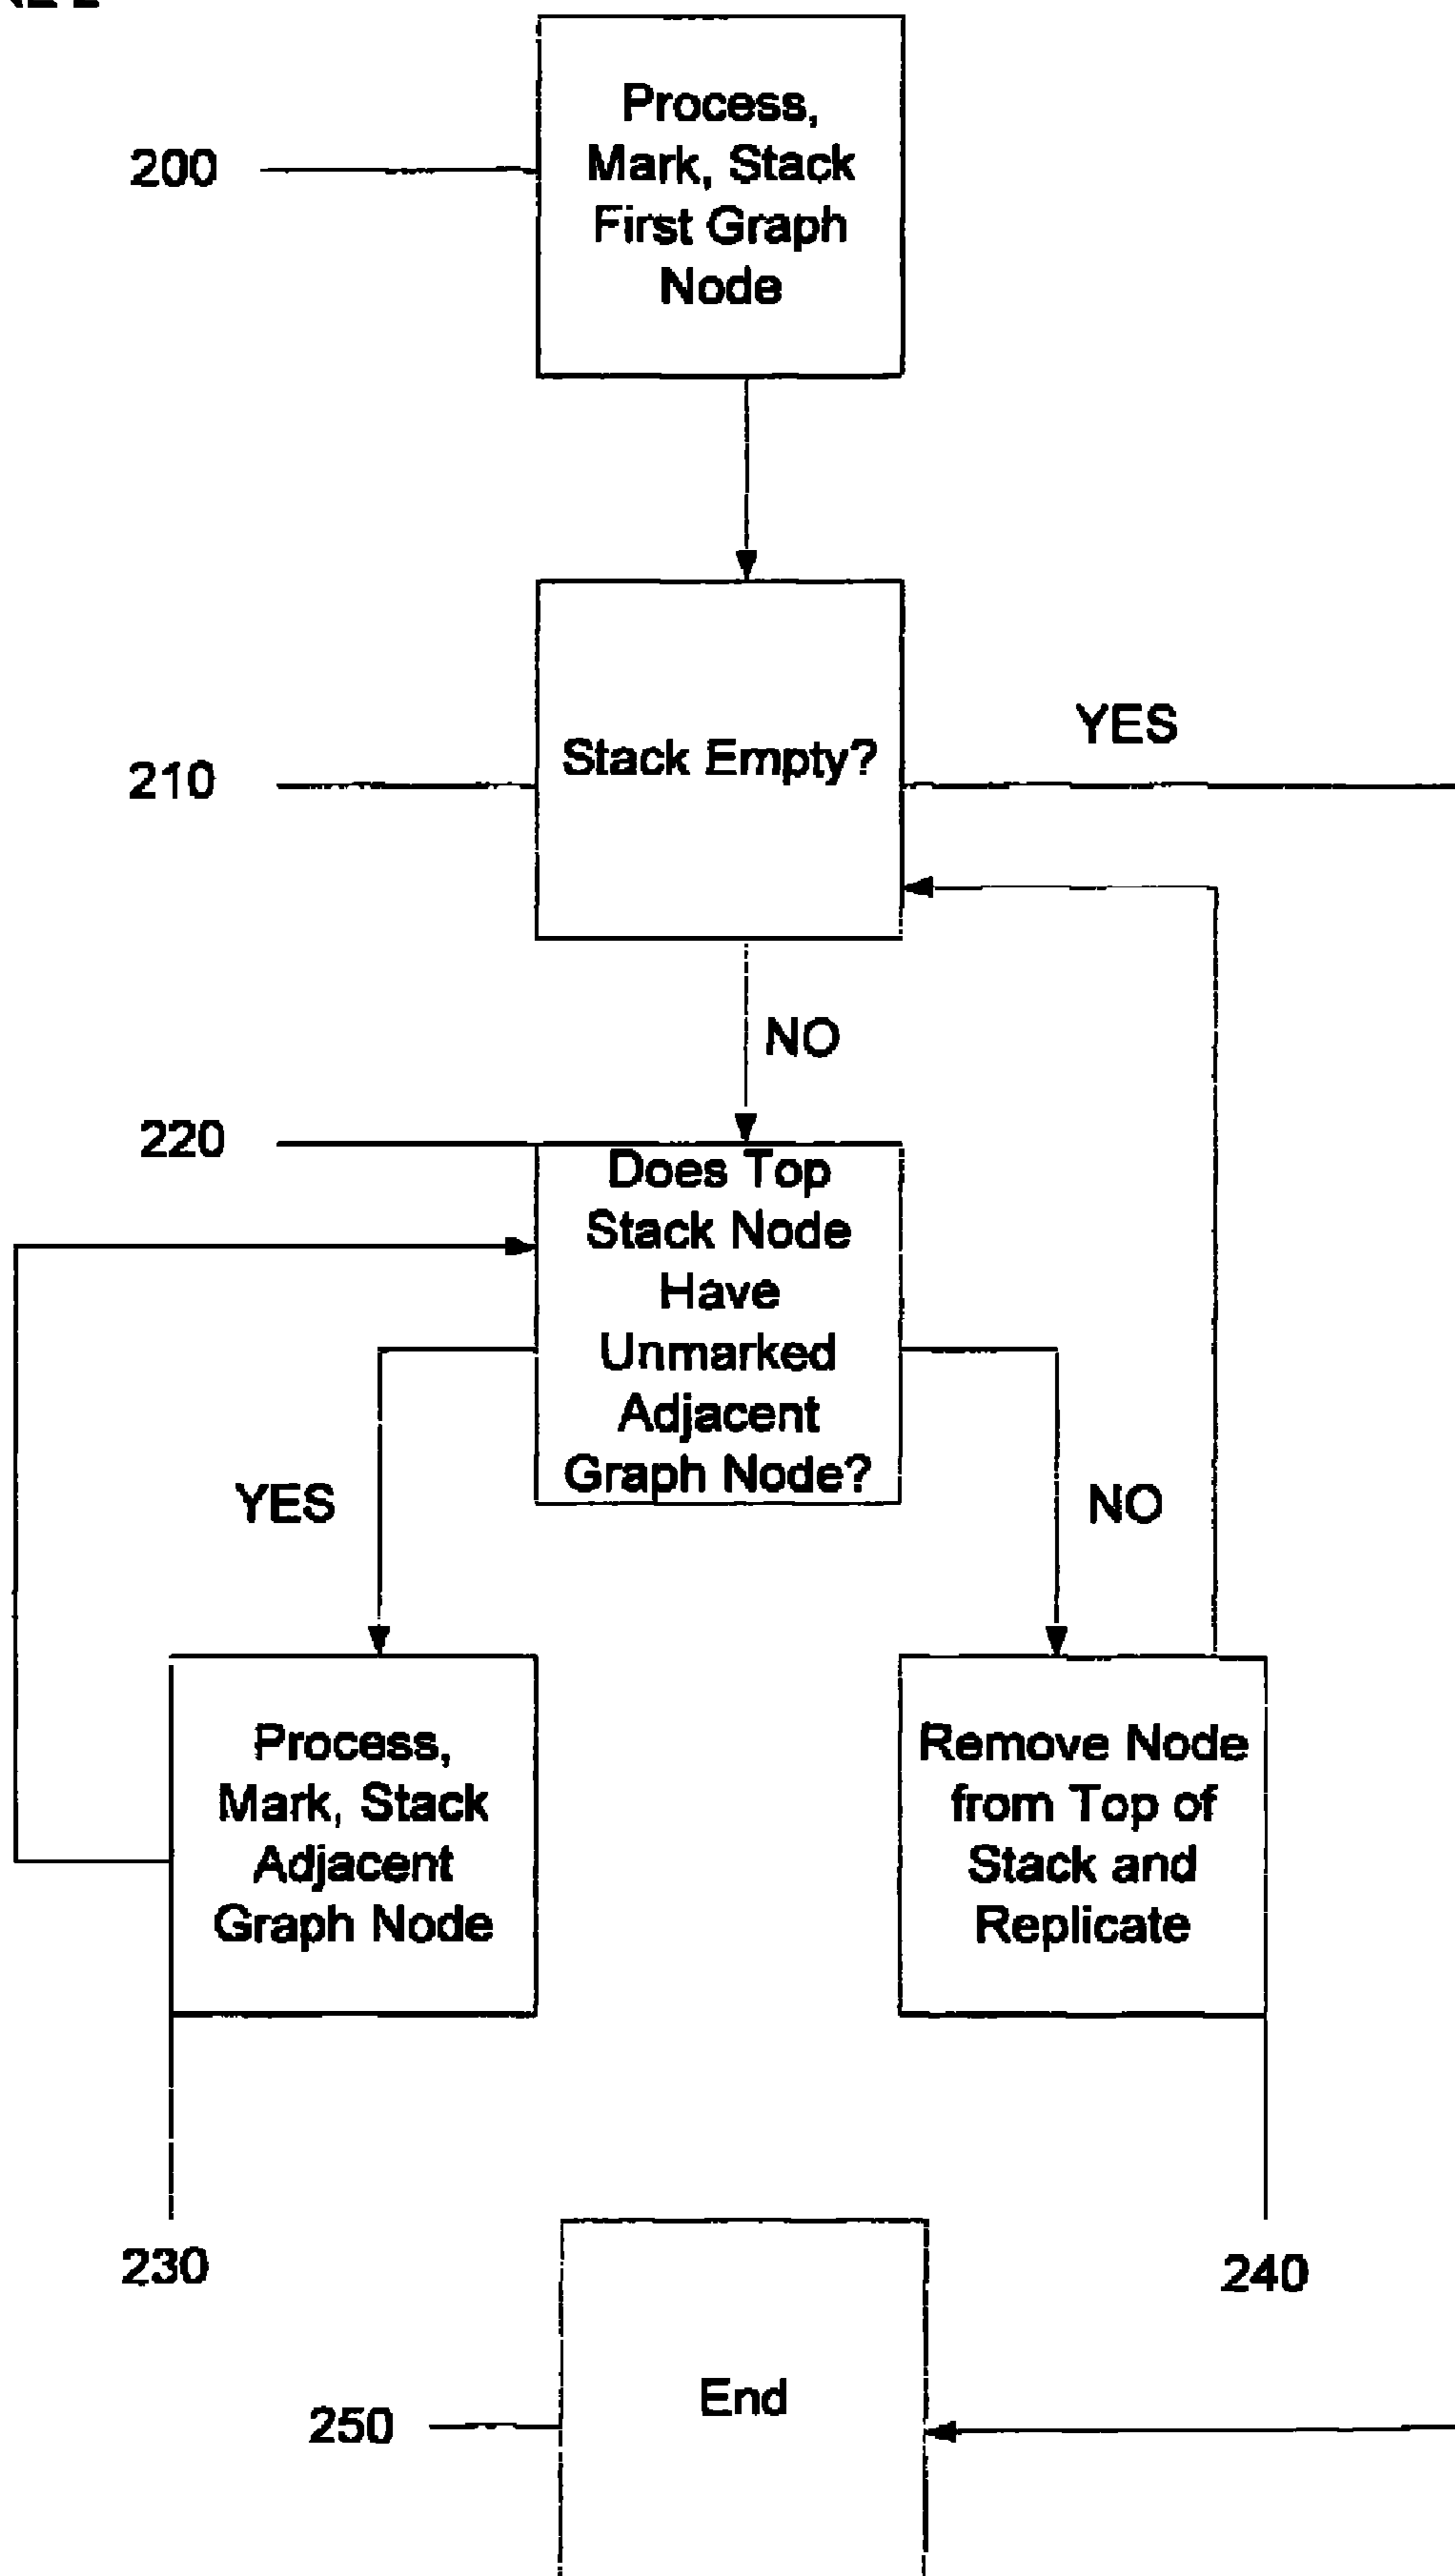 200
Process,
Mark, Stack
First Graph
Node
210
Stack Empty?
YES
NO
220
Does Top
Stack Node
Have
Unmarked
Adjacent
Graph Node?
YES
NO
Process,
Mark, Stack
Adjacent
Graph Node
Remove Node
from Top of
Stack and
Replicate
230
240
250
End